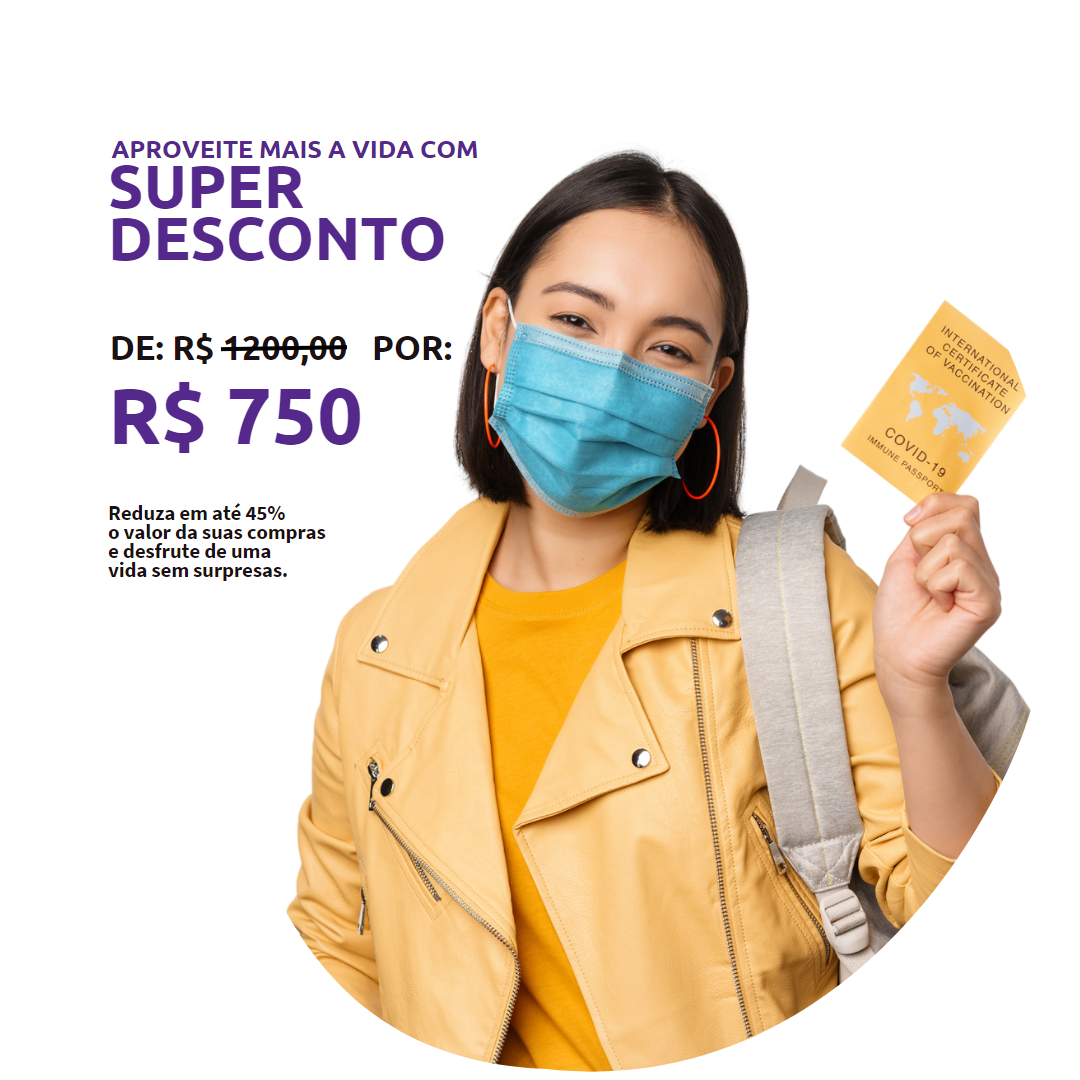 APROVEITE MAIS A VIDA COM
SUPER
DESCONTO
DE: R$ 1200,00 POR:
R$ 750
Reduza em até 45%
o valor da suas compras
e desfrute de uma
vida sem surpresas.
INTERNATIONAL
CERTIFICATE
OF VACCINATION
COVID-19
IMMUNE PASSPORT